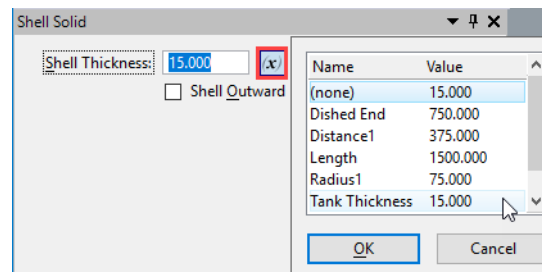 Shell Solid
Shell Thickness: 15.000 (x)
Shell Outward
Name Value
(none) 15.000
Dished End 750.000
Distance1 375.000
Length 1500.000
Radius1 75.000
Tank Thickness 15.000
OK Cancel